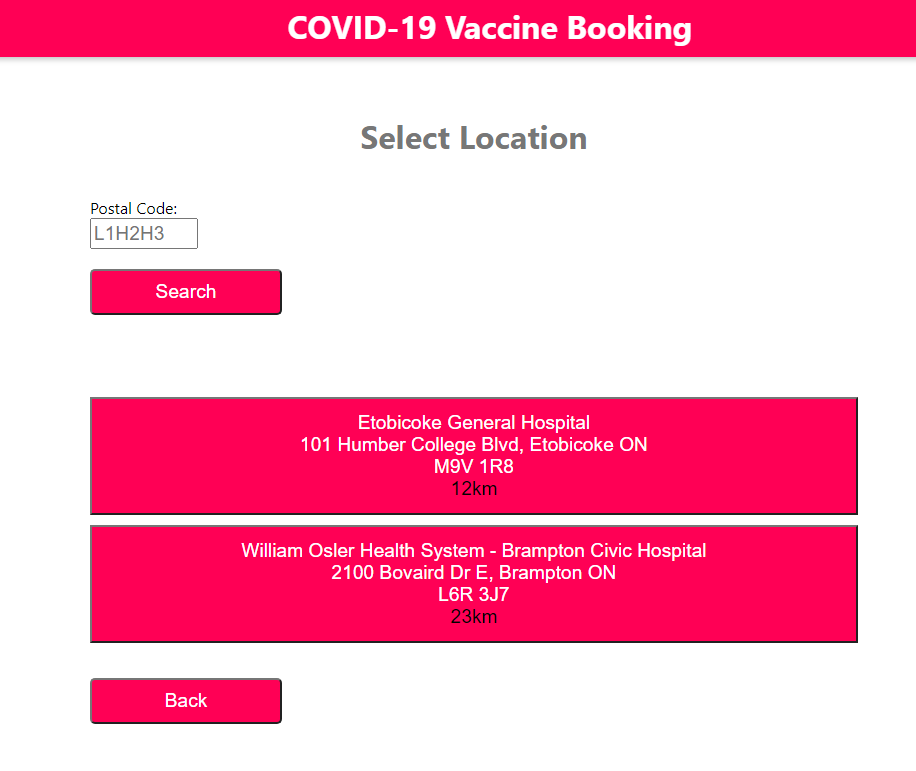 COVID-19 Vaccine Booking
Select Location
Postal Code:
L1H2H3
Search
Etobicoke General Hospital
101 Humber College Blvd, Etobicoke ON
M9V 1R8
12km
William Osler Health System - Brampton Civic Hospital
2100 Bovaird Dr E, Brampton ON
L6R 3J7
23km
Back